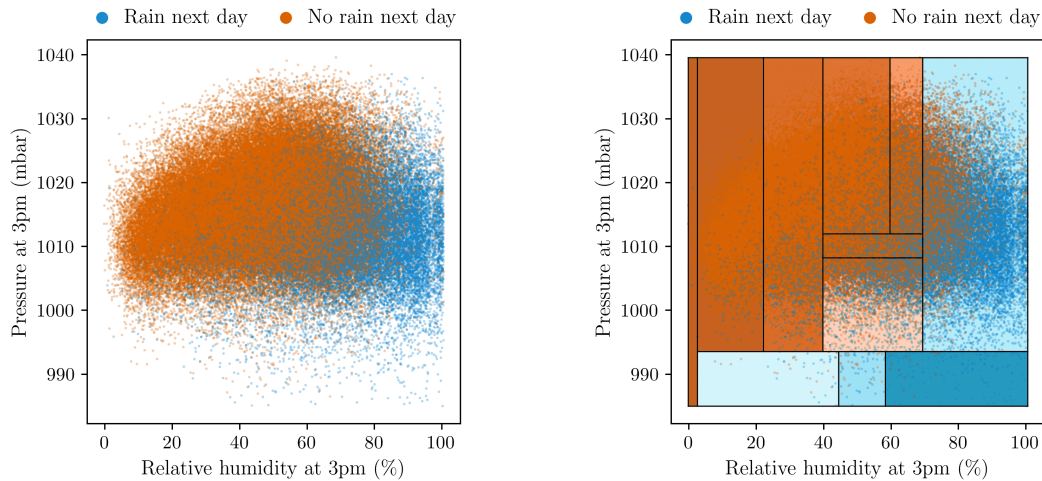 Rain next day No rain next day
1040
1030
1020
1010
1000
990
Pressure at 3pm (mbar)
0 20 40 60 80 100
Relative humidity at 3pm (%)
Rain next day No rain next day
1040
1030
1020
1010
1000
990
Pressure at 3pm (mbar)
0 20 40 60 80 100
Relative humidity at 3pm (%)